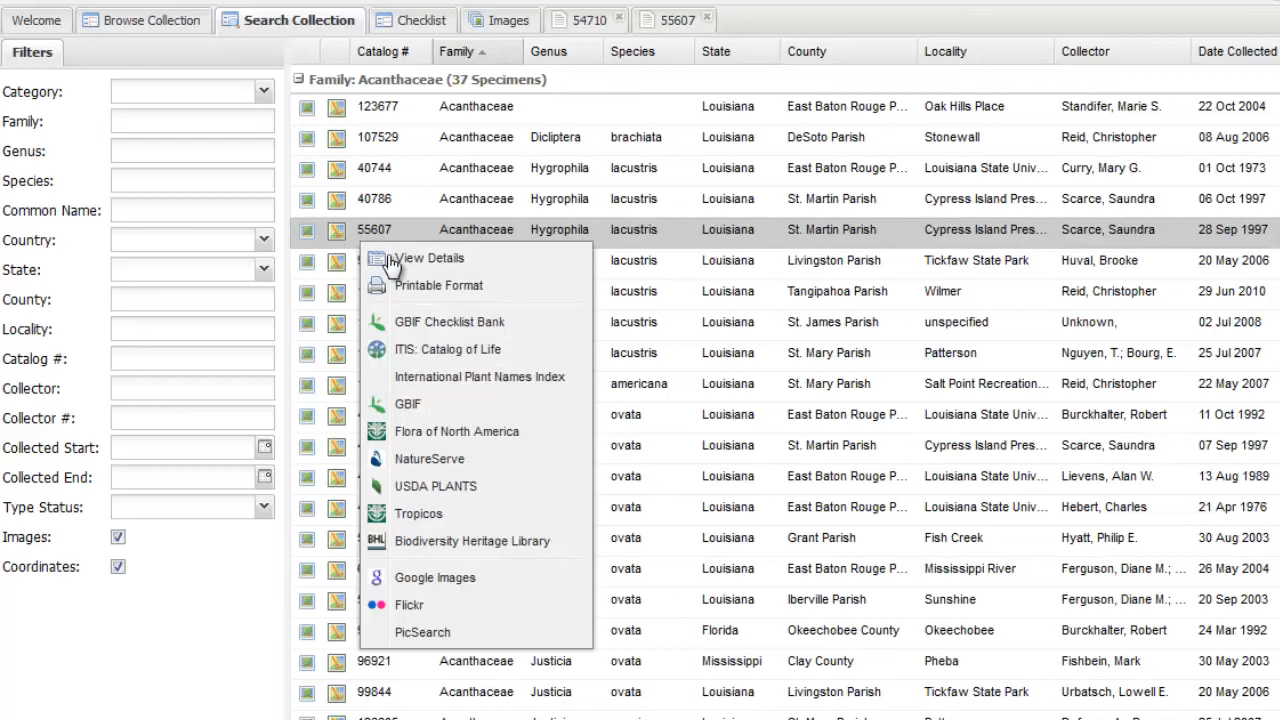 Welcome Browse Collection Search Collection Checklist Images 54710 55607
Filters
Category:
Family:
Genus:
Species:
Common Name:
Country:
State:
County:
Locality:
Catalog #:
Collector:
Collector #:
Collected Start:
Collected End:
Type Status:
Images:
Coordinates:
Catalog # Family Genus Species State County Locality Collector Date Collected
Family: Acanthaceae (37 Specimens)
123677 Acanthaceae Louisiana East Baton Rouge P... Oak Hills Place Standifer, Marie S. 22 Oct 2004
107529 Acanthaceae Dicliptera brachiata Louisiana DeSoto Parish Stonewall Reid, Christopher 08 Aug 2006
40744 Acanthaceae Hygrophila lacustris Louisiana East Baton Rouge P... Louisiana State Univ... Curry, Mary G. 01 Oct 1973
40786 Acanthaceae Hygrophila lacustris Louisiana St. Martin Parish Cypress Island Pres... Scarce, Saundra 06 Oct 1997
55607 Acanthaceae Hygrophila lacustris Louisiana St. Martin Parish Cypress Island Pres... Scarce, Saundra 28 Sep 1997
lacustris Louisiana Livingston Parish Tickfaw State Park Huval, Brooke 20 May 2006
lacustris Louisiana Tangipahoa Parish Wilmer Reid, Christopher 29 Jun 2010
lacustris Louisiana St. James Parish unspecified Unknown, 02 Jul 2008
lacustris Louisiana St. Mary Parish Patterson Nguyen, T.; Bourg, E. 25 Jul 2007
americana Louisiana St. Mary Parish Salt Point Recreation... Reid, Christopher 22 May 2007
ovata Louisiana East Baton Rouge P... Louisiana State Univ... Burckhalter, Robert 11 Oct 1992
ovata Louisiana St. Martin Parish Cypress Island Pres... Scarce, Saundra 07 Sep 1997
ovata Louisiana East Baton Rouge P... Louisiana State Univ... Lievens, Alan W. 13 Aug 1989
ovata Louisiana East Baton Rouge P... Louisiana State Univ... Hebert, Charles 21 Apr 1976
ovata Louisiana Grant Parish Fish Creek Hyatt, Philip E. 30 Aug 2003
ovata Louisiana East Baton Rouge P... Mississippi River Ferguson, Diane M.; ... 26 May 2004
ovata Louisiana Iberville Parish Sunshine Ferguson, Diane M.; ... 20 Sep 2003
ovata Florida Okeechobee County Okeechobee Burckhalter, Robert 24 Mar 1992
96921 Acanthaceae Justicia ovata Mississippi Clay County Pheba Fishbein, Mark 30 May 2003
99844 Acanthaceae Justicia ovata Louisiana Livingston Parish Tickfaw State Park Urbatsch, Lowell E. 20 May 2006
View Details
Printable Format
GBIF Checklist Bank
ITIS: Catalog of Life
International Plant Names Index
GBIF
Flora of North America
NatureServe
USDA PLANTS
Tropicos
BHL Biodiversity Heritage Library
Google Images
Flickr
PicSearch